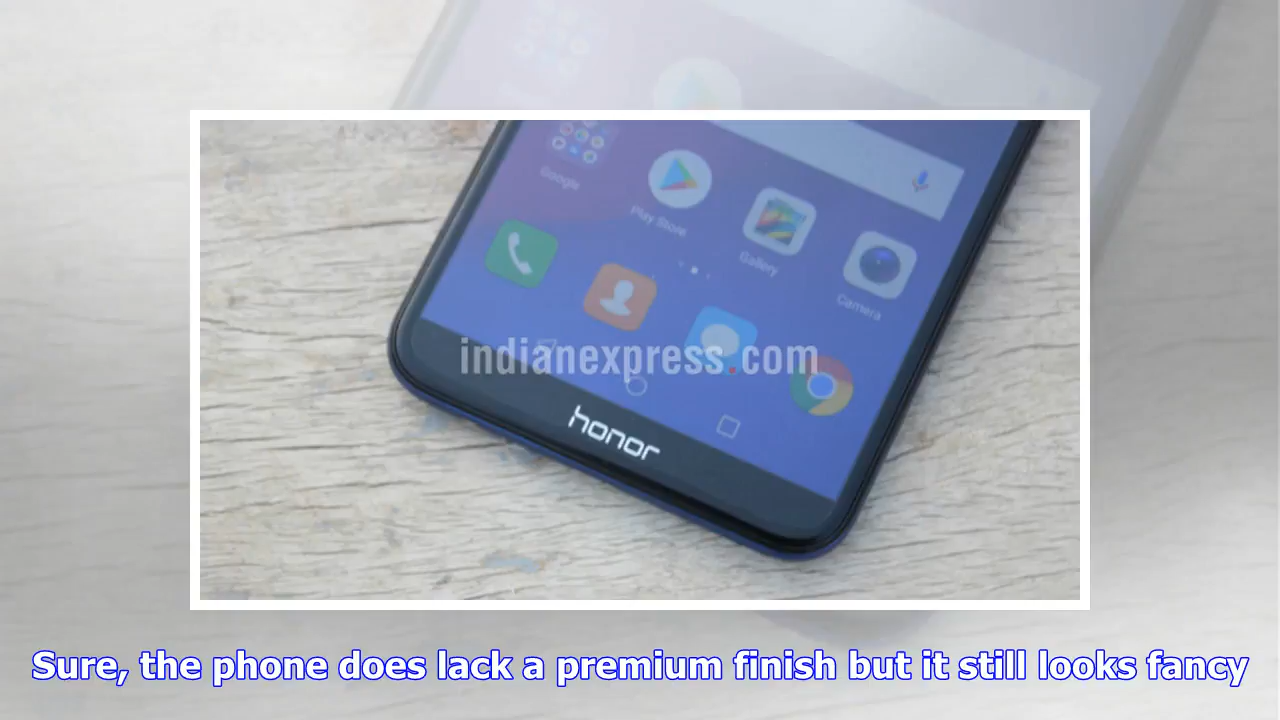 Google
Play Store
Gallery
Camera
indianexpress.com
honor
Sure, the phone does lack a premium finish but it still looks fancy